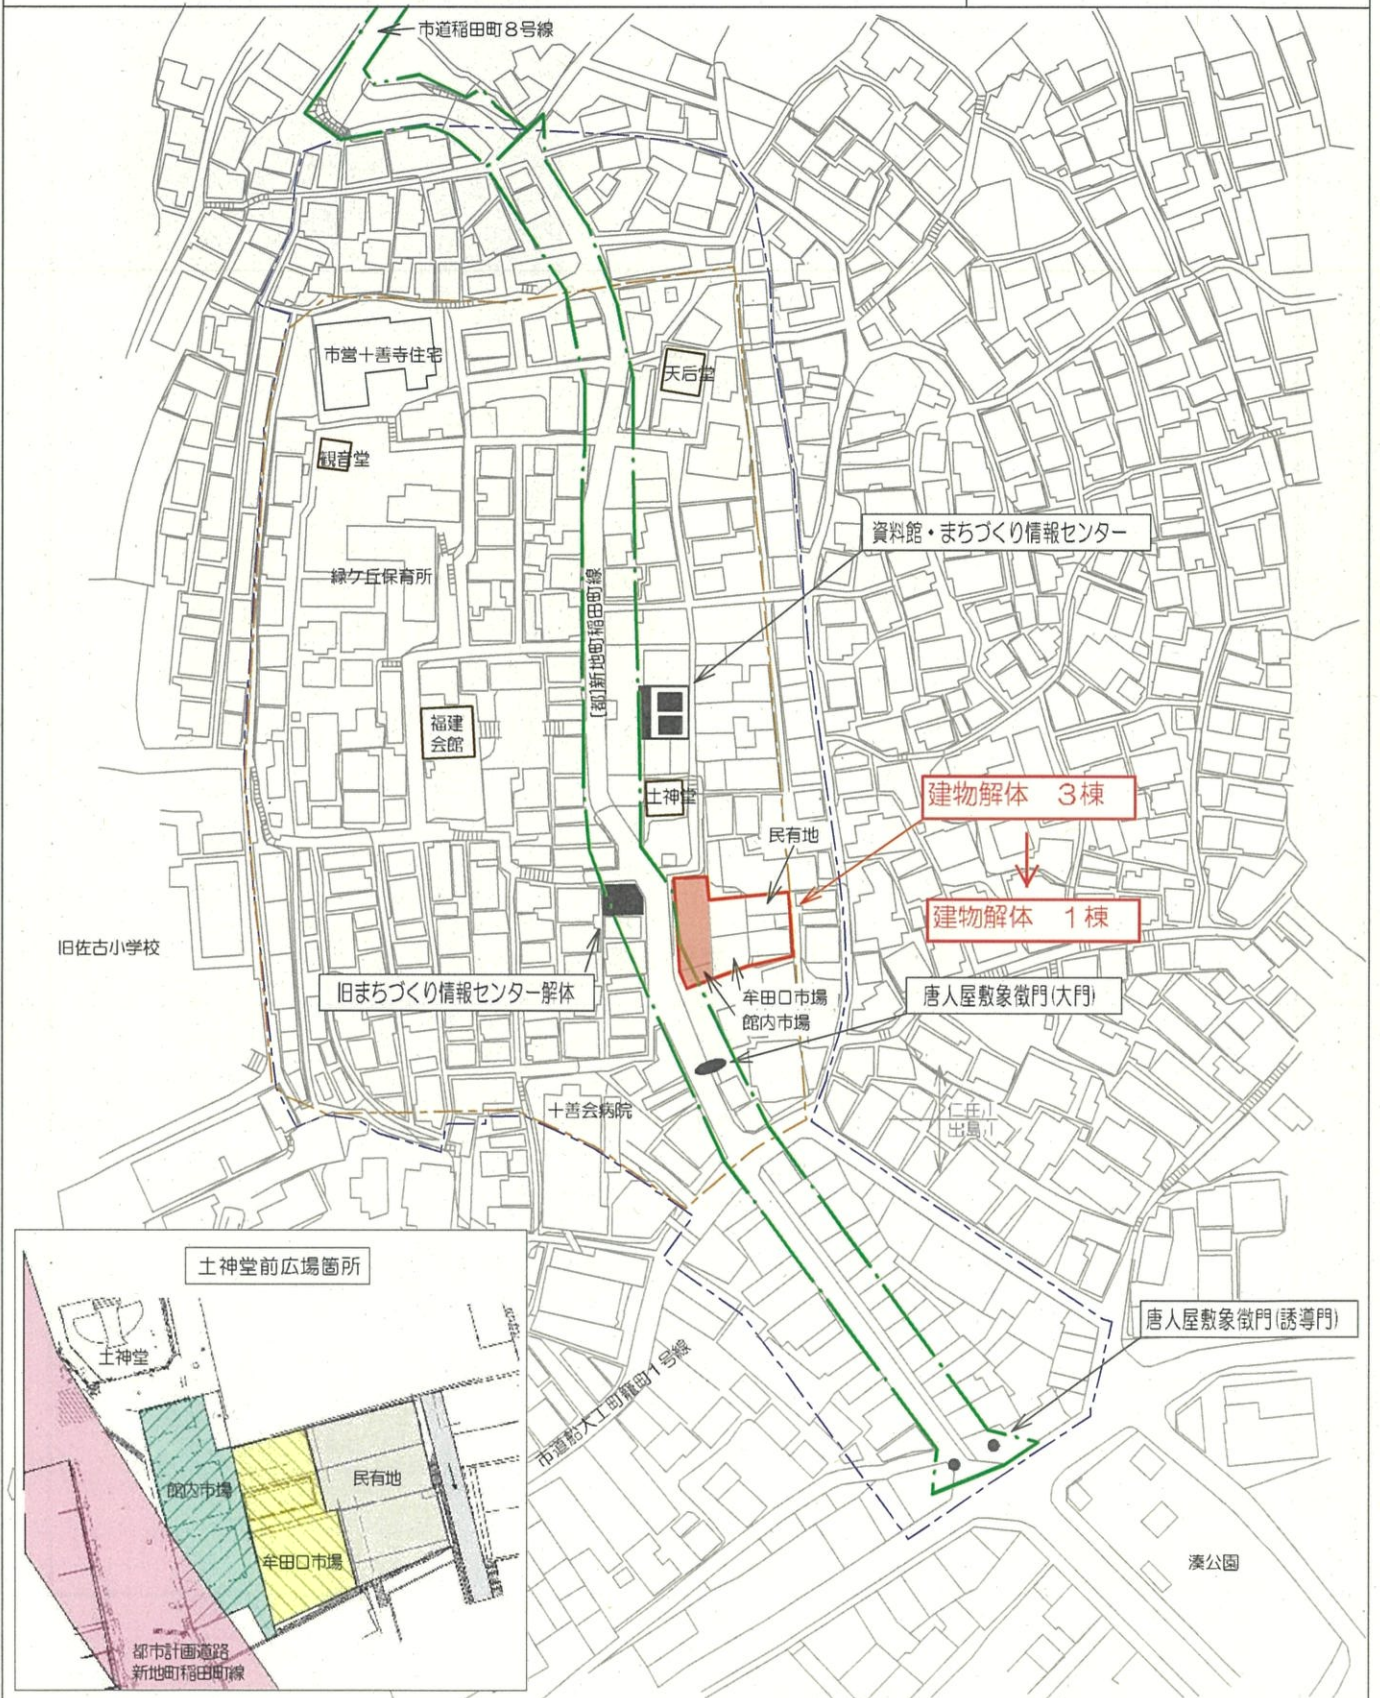 市道稲田町8号線
市営十善寺住宅
天后堂
観音堂
資料館・まちづくり情報センター
緑ケ丘保育所
[都]新地町稲田町線
福建
会館
土神堂
建物解体 3棟
民有地
建物解体 1棟
旧佐古小学校
旧まちづくり情報センター解体
牟田口市場
館内市場
唐人屋敷象徴門(大門)
十善会病院
土神堂前広場箇所
唐人屋敷象徴門(誘導門)
土神堂
市道船大工町籠町1号線
館内市場
民有地
牟田口市場
湊公園
都市計画道路
新地町稲田町線